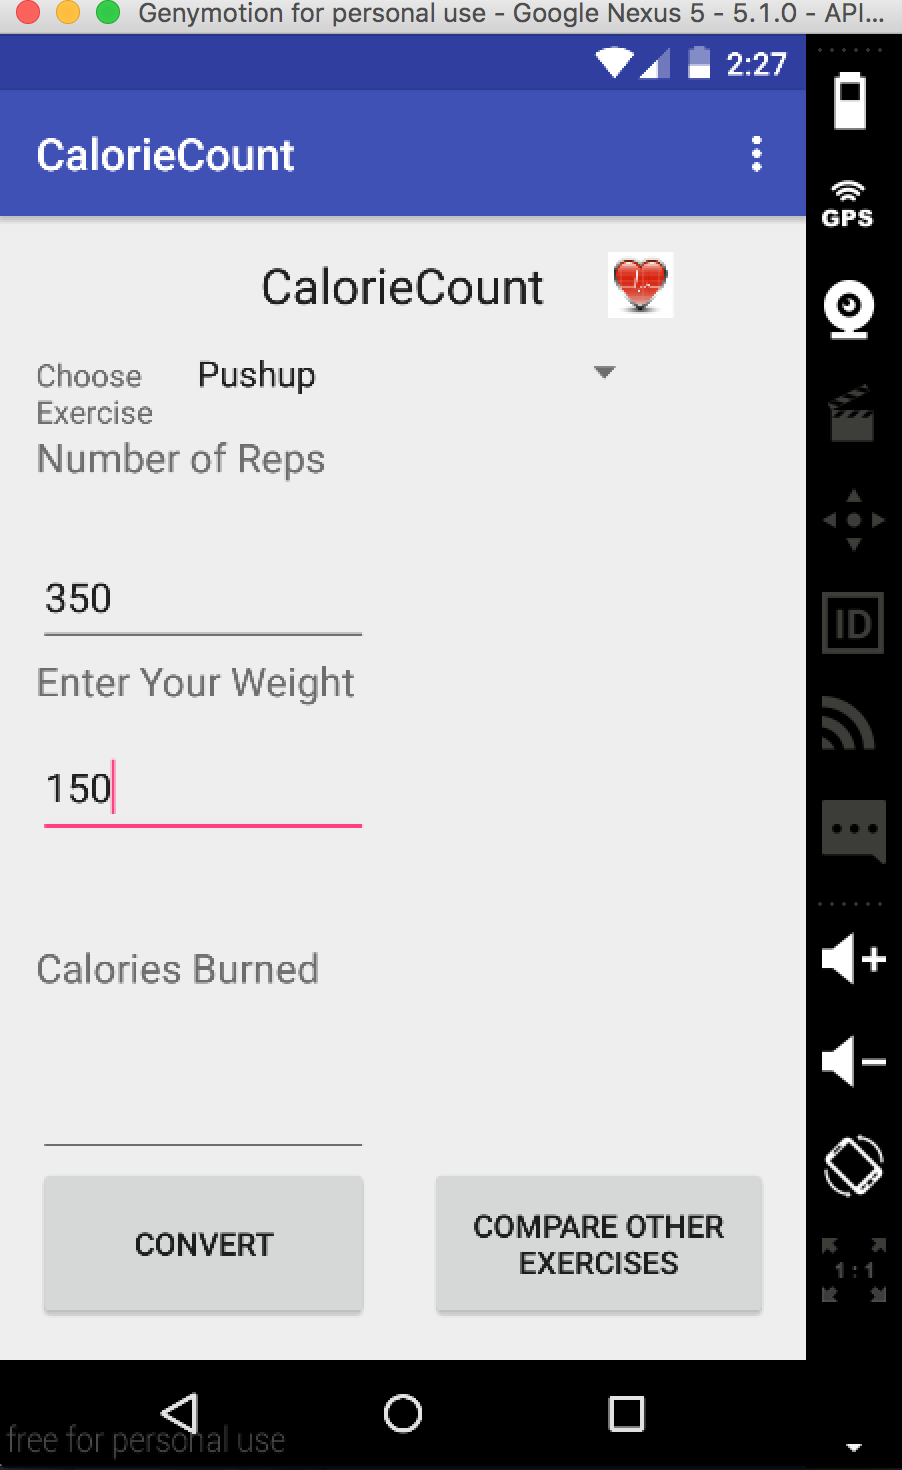 Genymotion for personal use - Google Nexus 5 - 5.1.0 - API...
2:27
CalorieCount
GPS
CalorieCount
Choose
Exercise
Pushup
Number of Reps
350
ID
Enter Your Weight
150
Calories Burned
CONVERT
COMPARE OTHER
EXERCISES
1:1
free for personal use